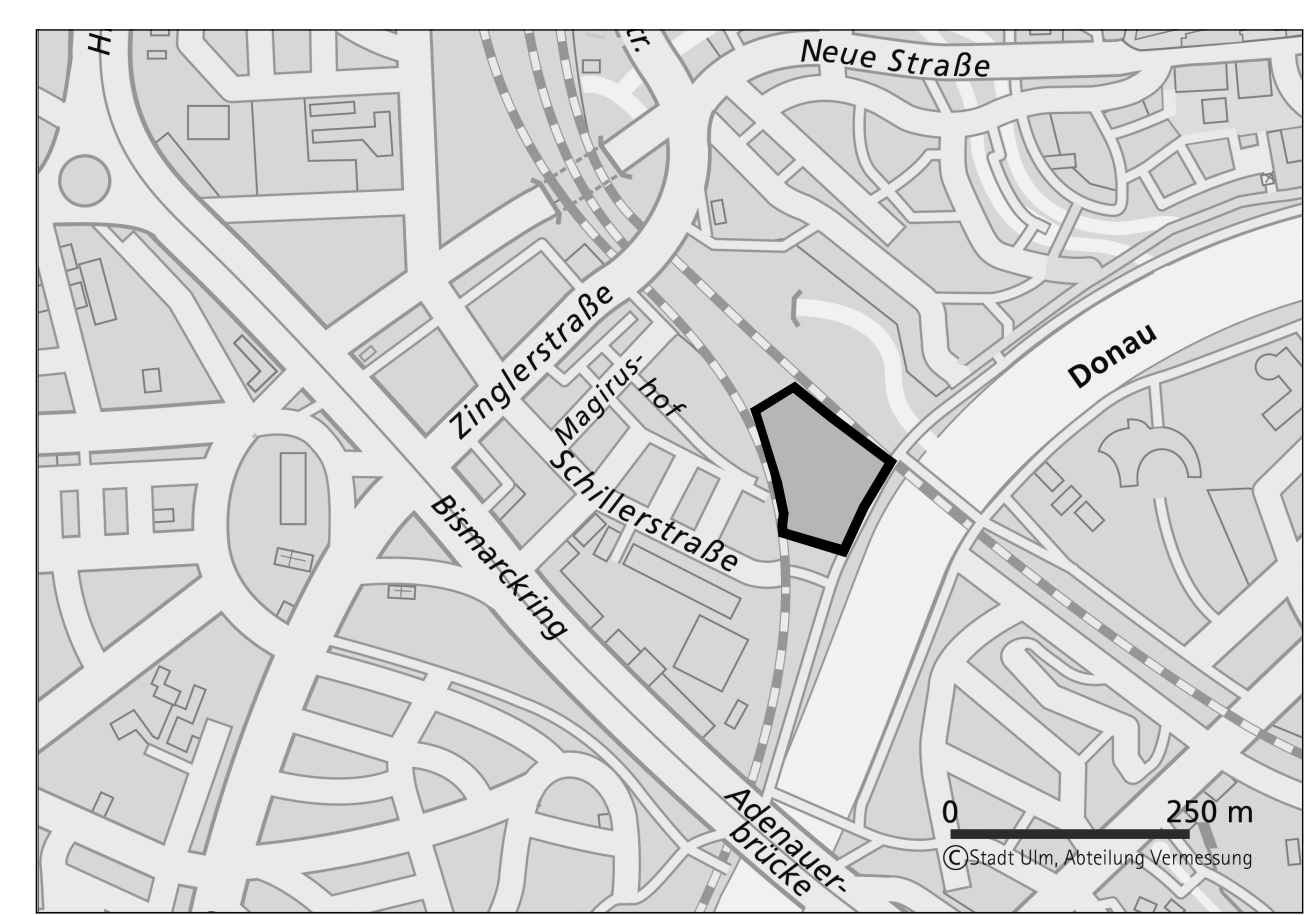 Neue Straße
Donau
Zinglerstraße
Magirus-
hof
Schillerstraße
Bismarckring
Adenauer-
brücke
0 250 m
©Stadt Ulm, Abteilung Vermessung